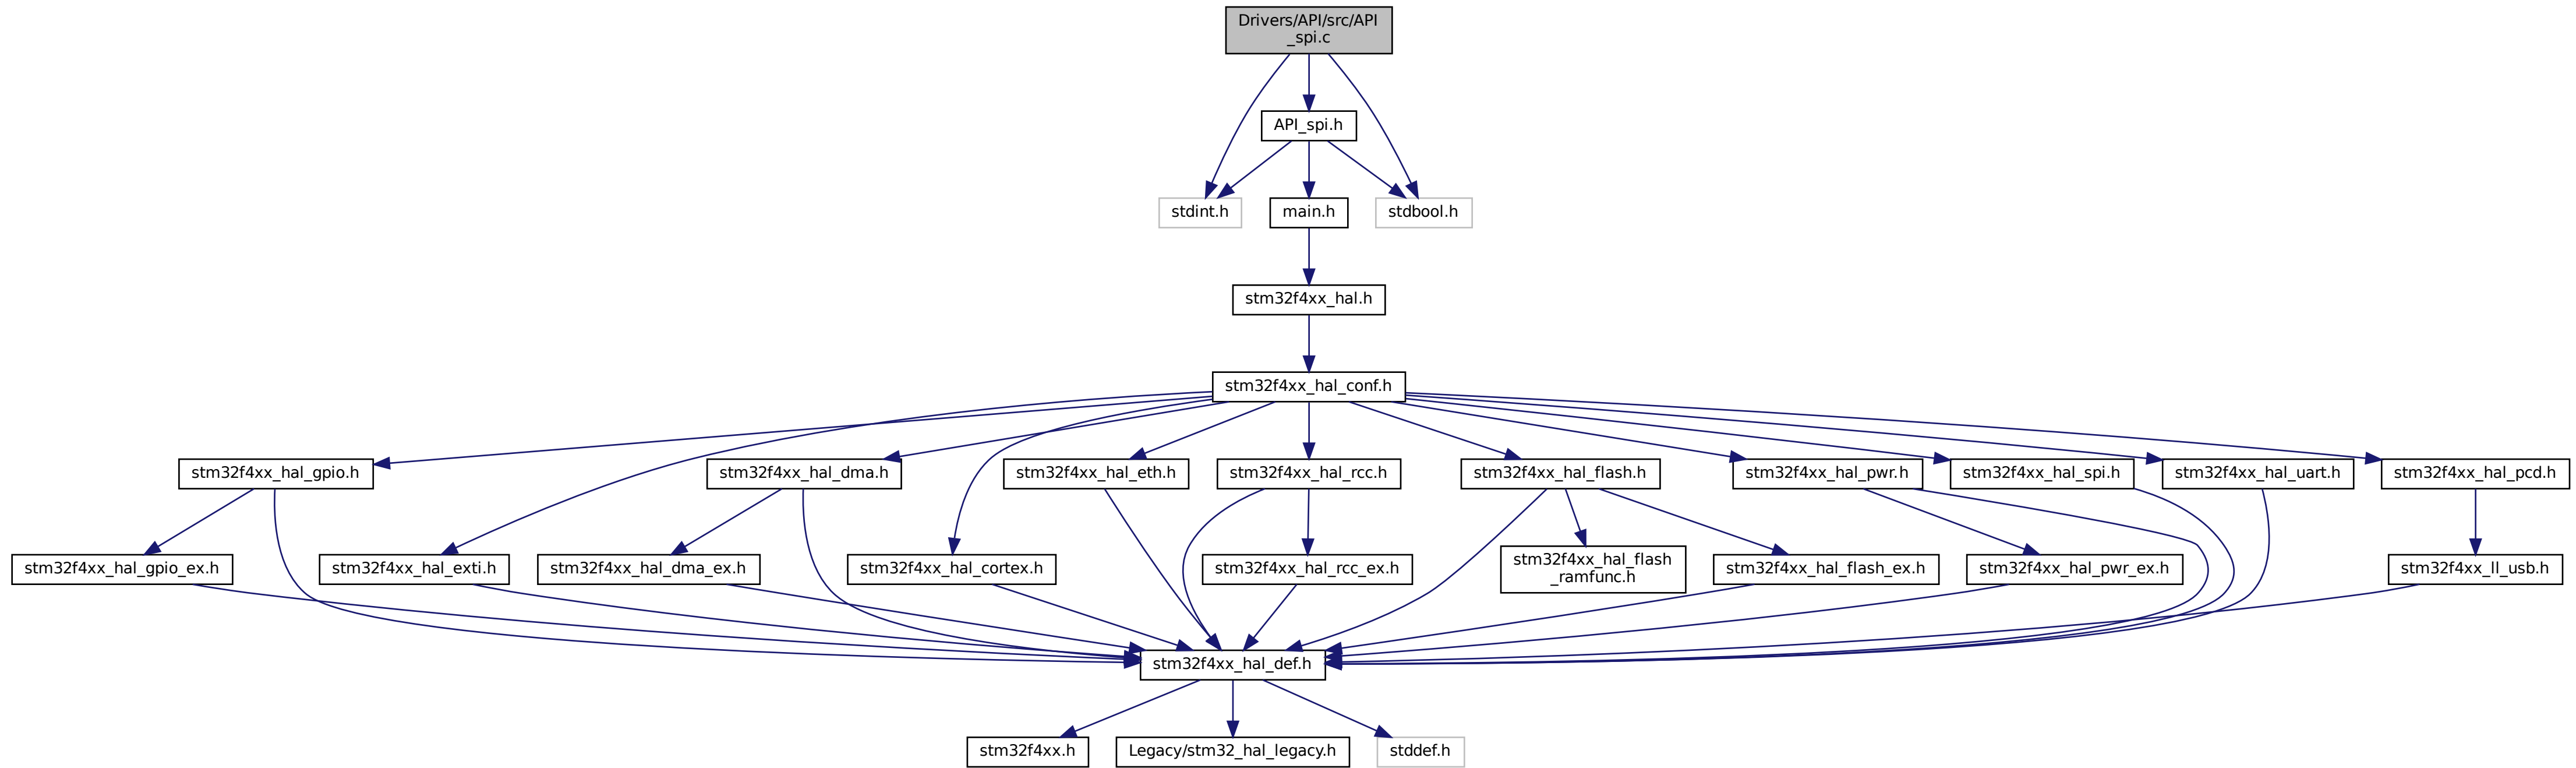 Drivers/API/src/API
_spi.c
API_spi.h
stdint.h
main.h
stdbool.h
stm32f4xx_hal.h
stm32f4xx_hal_conf.h
stm32f4xx_hal_gpio.h
stm32f4xx_hal_dma.h
stm32f4xx_hal_eth.h
stm32f4xx_hal_rcc.h
stm32f4xx_hal_flash.h
stm32f4xx_hal_pwr.h
stm32f4xx_hal_spi.h
stm32f4xx_hal_uart.h
stm32f4xx_hal_pcd.h
stm32f4xx_hal_gpio_ex.h
stm32f4xx_hal_exti.h
stm32f4xx_hal_dma_ex.h
stm32f4xx_hal_cortex.h
stm32f4xx_hal_rcc_ex.h
stm32f4xx_hal_flash
_ramfunc.h
stm32f4xx_hal_flash_ex.h
stm32f4xx_hal_pwr_ex.h
stm32f4xx_ll_usb.h
stm32f4xx_hal_def.h
stm32f4xx.h
Legacy/stm32_hal_legacy.h
stddef.h